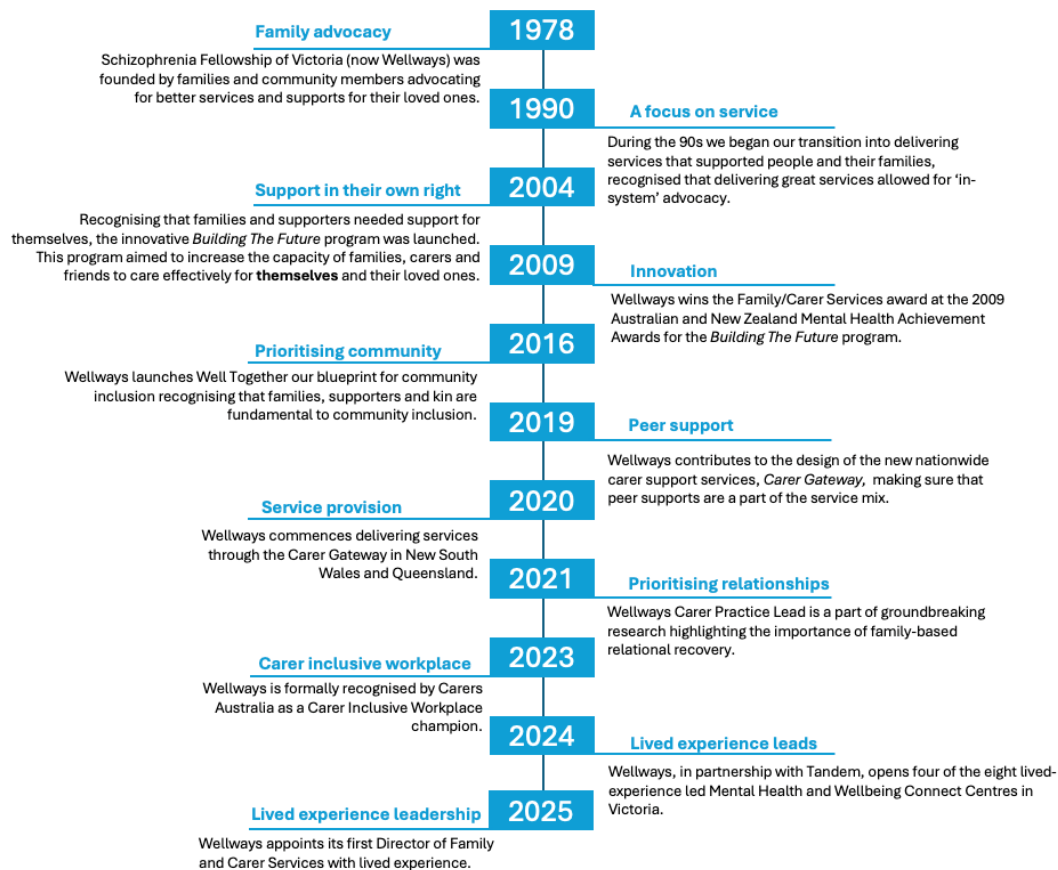 Family advocacy
1978
Schizophrenia Fellowship of Victoria (now Wellways) was
founded by families and community members advocating
for better services and supports for their loved ones.
1990
A focus on service
During the 90s we began our transition into delivering
services that supported people and their families,
recognised that delivering great services allowed for ‘in-
system’ advocacy.
Support in their own right
2004
Recognising that families and supporters needed support for
themselves, the innovative Building The Future program was launched.
This program aimed to increase the capacity of families, carers and
friends to care effectively for themselves and their loved ones.
2009
Innovation
Wellways wins the Family/Carer Services award at the 2009
Australian and New Zealand Mental Health Achievement
Awards for the Building The Future program.
Prioritising community
2016
Wellways launches Well Together our blueprint for community
inclusion recognising that families, supporters and kin are
fundamental to community inclusion.
2019
Peer support
Wellways contributes to the design of the new nationwide
carer support services, Carer Gateway, making sure that
peer supports are a part of the service mix.
Service provision
2020
Wellways commences delivering services
through the Carer Gateway in New South
Wales and Queensland.
2021
Prioritising relationships
Wellways Carer Practice Lead is a part of groundbreaking
research highlighting the importance of family-based
relational recovery.
Carer inclusive workplace
2023
Wellways is formally recognised by Carers
Australia as a Carer Inclusive Workplace
champion.
2024
Lived experience leads
Wellways, in partnership with Tandem, opens four of the eight lived-
experience led Mental Health and Wellbeing Connect Centres in
Victoria.
Lived experience leadership
2025
Wellways appoints its first Director of Family
and Carer Services with lived experience.